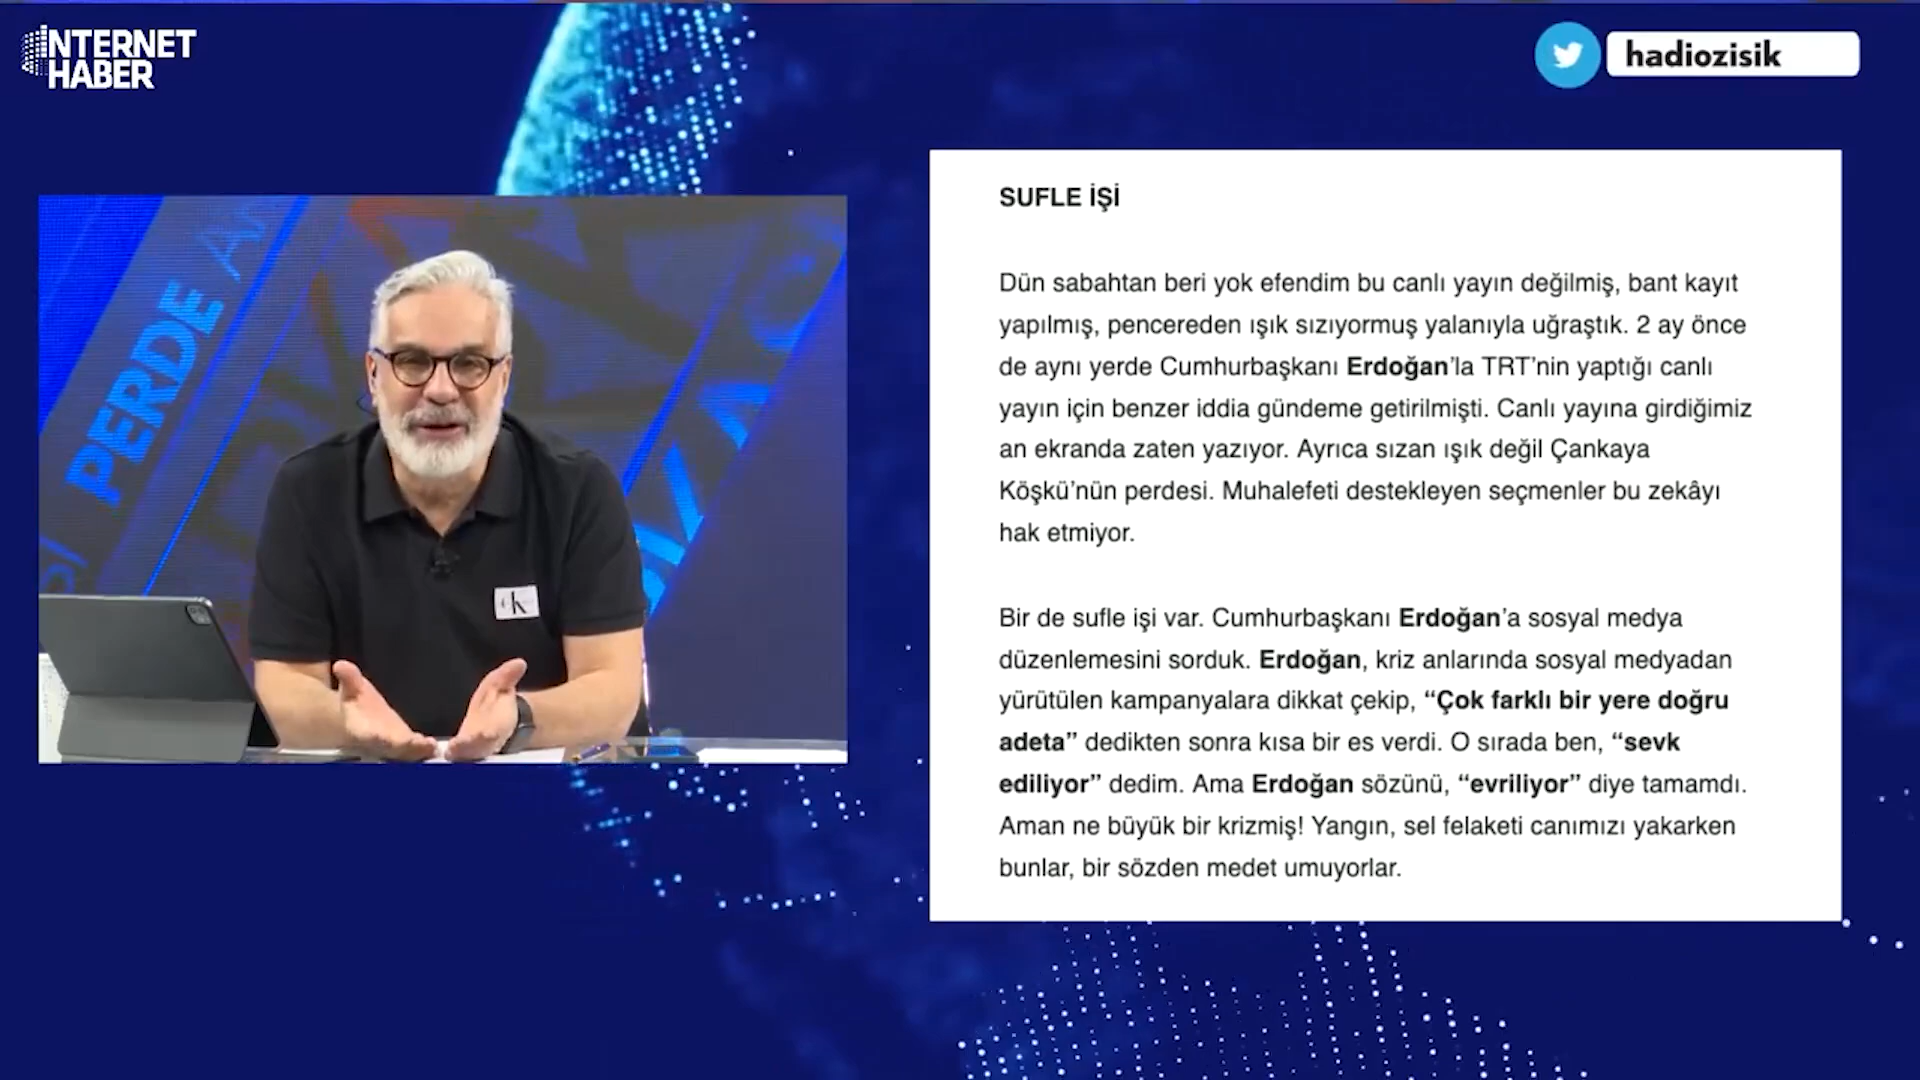 İNTERNET
HABER
hadiozisik
PERDE
CK
SUFLE İŞİ
Dün sabahtan beri yok efendim bu canlı yayın değilmiş, bant kayıt
yapılmış, pencereden ışık sızıyormuş yalanıyla uğraştık. 2 ay önce
de aynı yerde Cumhurbaşkanı Erdoğan’la TRT’nin yaptığı canlı
yayın için benzer iddia gündeme getirilmişti. Canlı yayına girdiğimiz
an ekranda zaten yazıyor. Ayrıca sızan ışık değil Çankaya
Köşkü’nün perdesi. Muhalefeti destekleyen seçmenler bu zekâyı
hak etmiyor.
Bir de sufle işi var. Cumhurbaşkanı Erdoğan’a sosyal medya
düzenlemesini sorduk. Erdoğan, kriz anlarında sosyal medyadan
yürütülen kampanyalara dikkat çekip, “Çok farklı bir yere doğru
adeta” dedikten sonra kısa bir es verdi. O sırada ben, “sevk
ediliyor” dedim. Ama Erdoğan sözünü, “evriliyor” diye tamamdı.
Aman ne büyük bir krizmiş! Yangın, sel felaketi canımızı yakarken
bunlar, bir sözden medet umuyorlar.